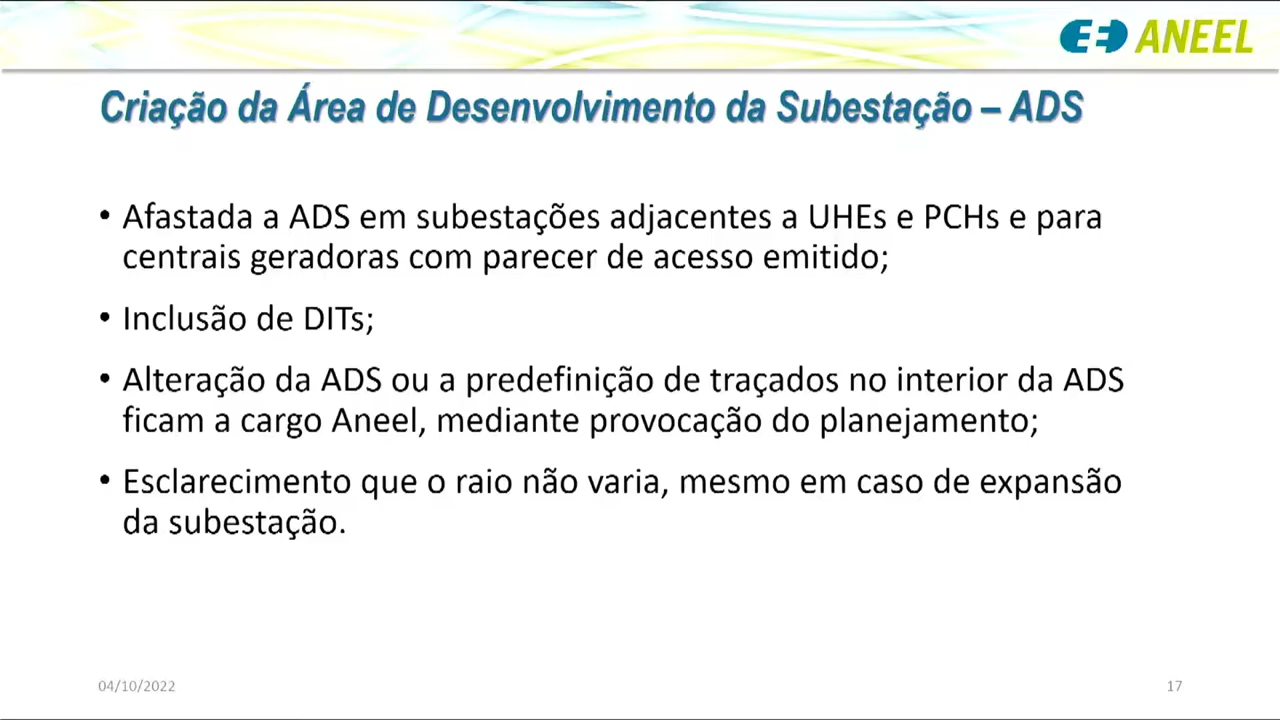 ANEEL
Criação da Área de Desenvolvimento da Subestação – ADS
• Afastada a ADS em subestações adjacentes a UHEs e PCHs e para
centrais geradoras com parecer de acesso emitido;
• Inclusão de DITs;
• Alteração da ADS ou a predefinição de traçados no interior da ADS
ficam a cargo Aneel, mediante provocação do planejamento;
• Esclarecimento que o raio não varia, mesmo em caso de expansão
da subestação.
04/10/2022
17